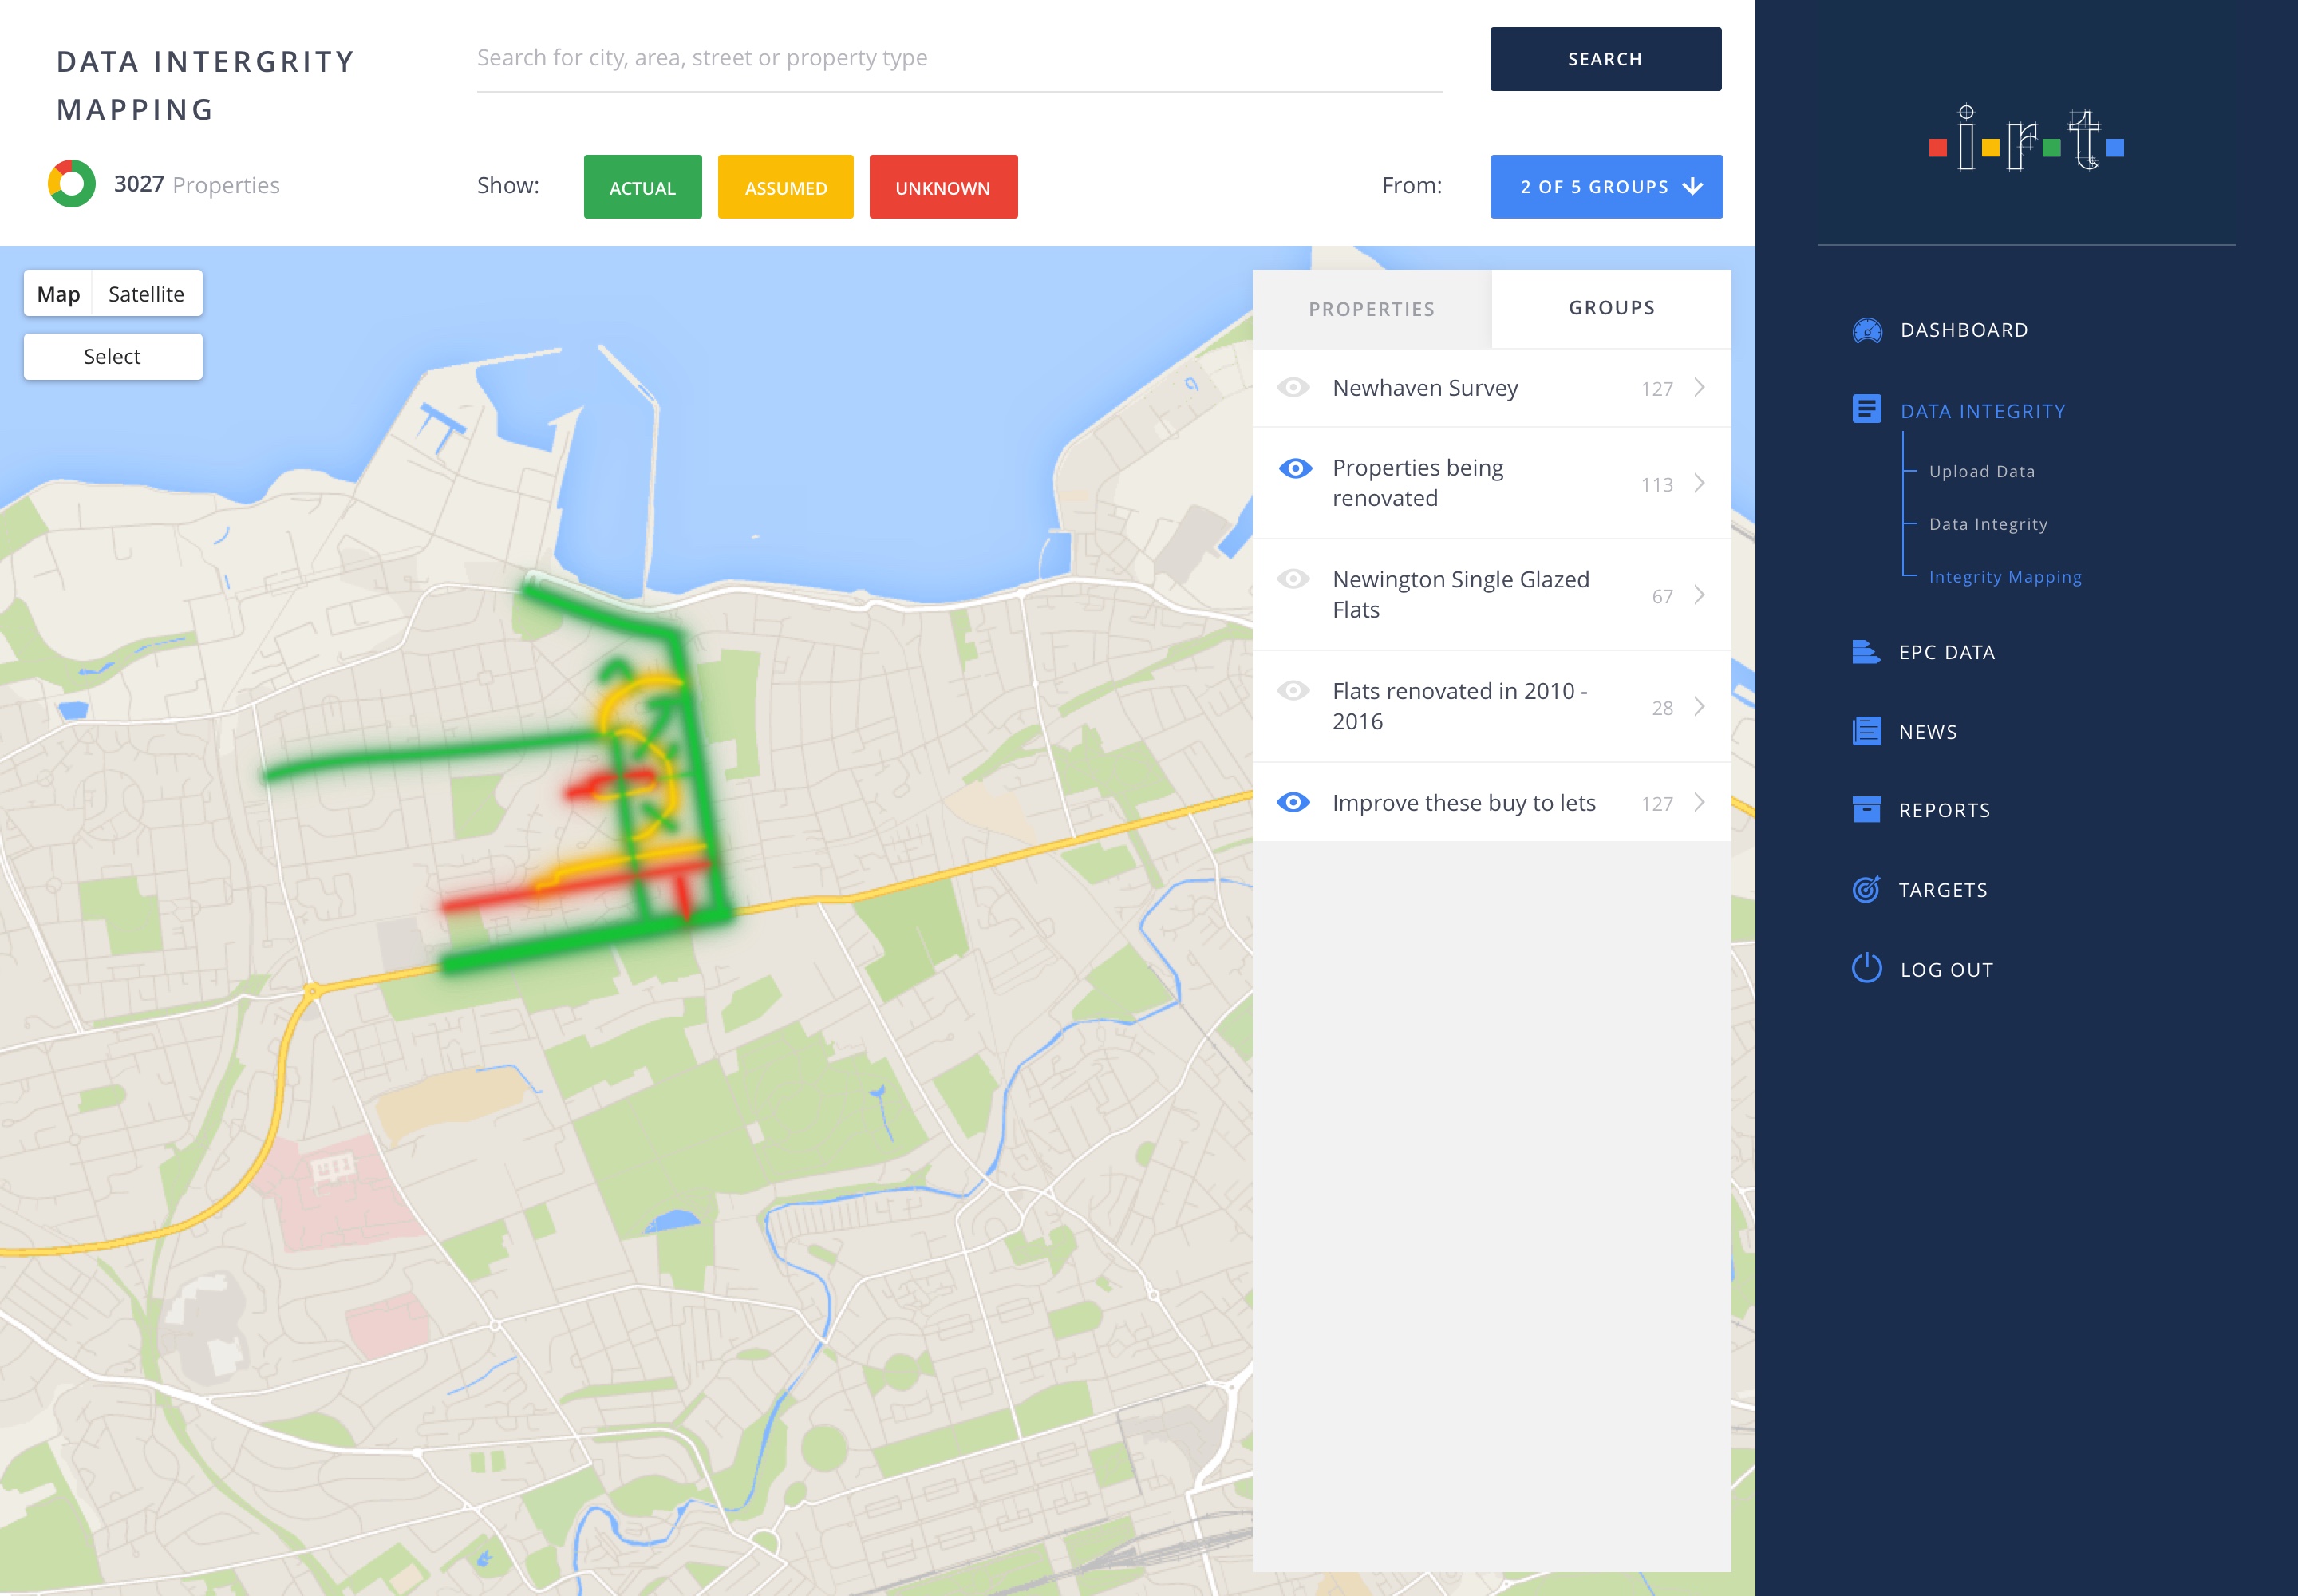 DATA INTERGRITY
MAPPING
Search for city, area, street or property type
SEARCH
3027 Properties
Show:
ACTUAL
ASSUMED
UNKNOWN
From:
2 OF 5 GROUPS
Map
Satellite
Select
PROPERTIES
GROUPS
Newhaven Survey
127
Properties being
renovated
113
Newington Single Glazed
Flats
67
Flats renovated in 2010 -
2016
28
Improve these buy to lets
127
i.r.t.
DASHBOARD
DATA INTEGRITY
Upload Data
Data Integrity
Integrity Mapping
EPC DATA
NEWS
REPORTS
TARGETS
LOG OUT